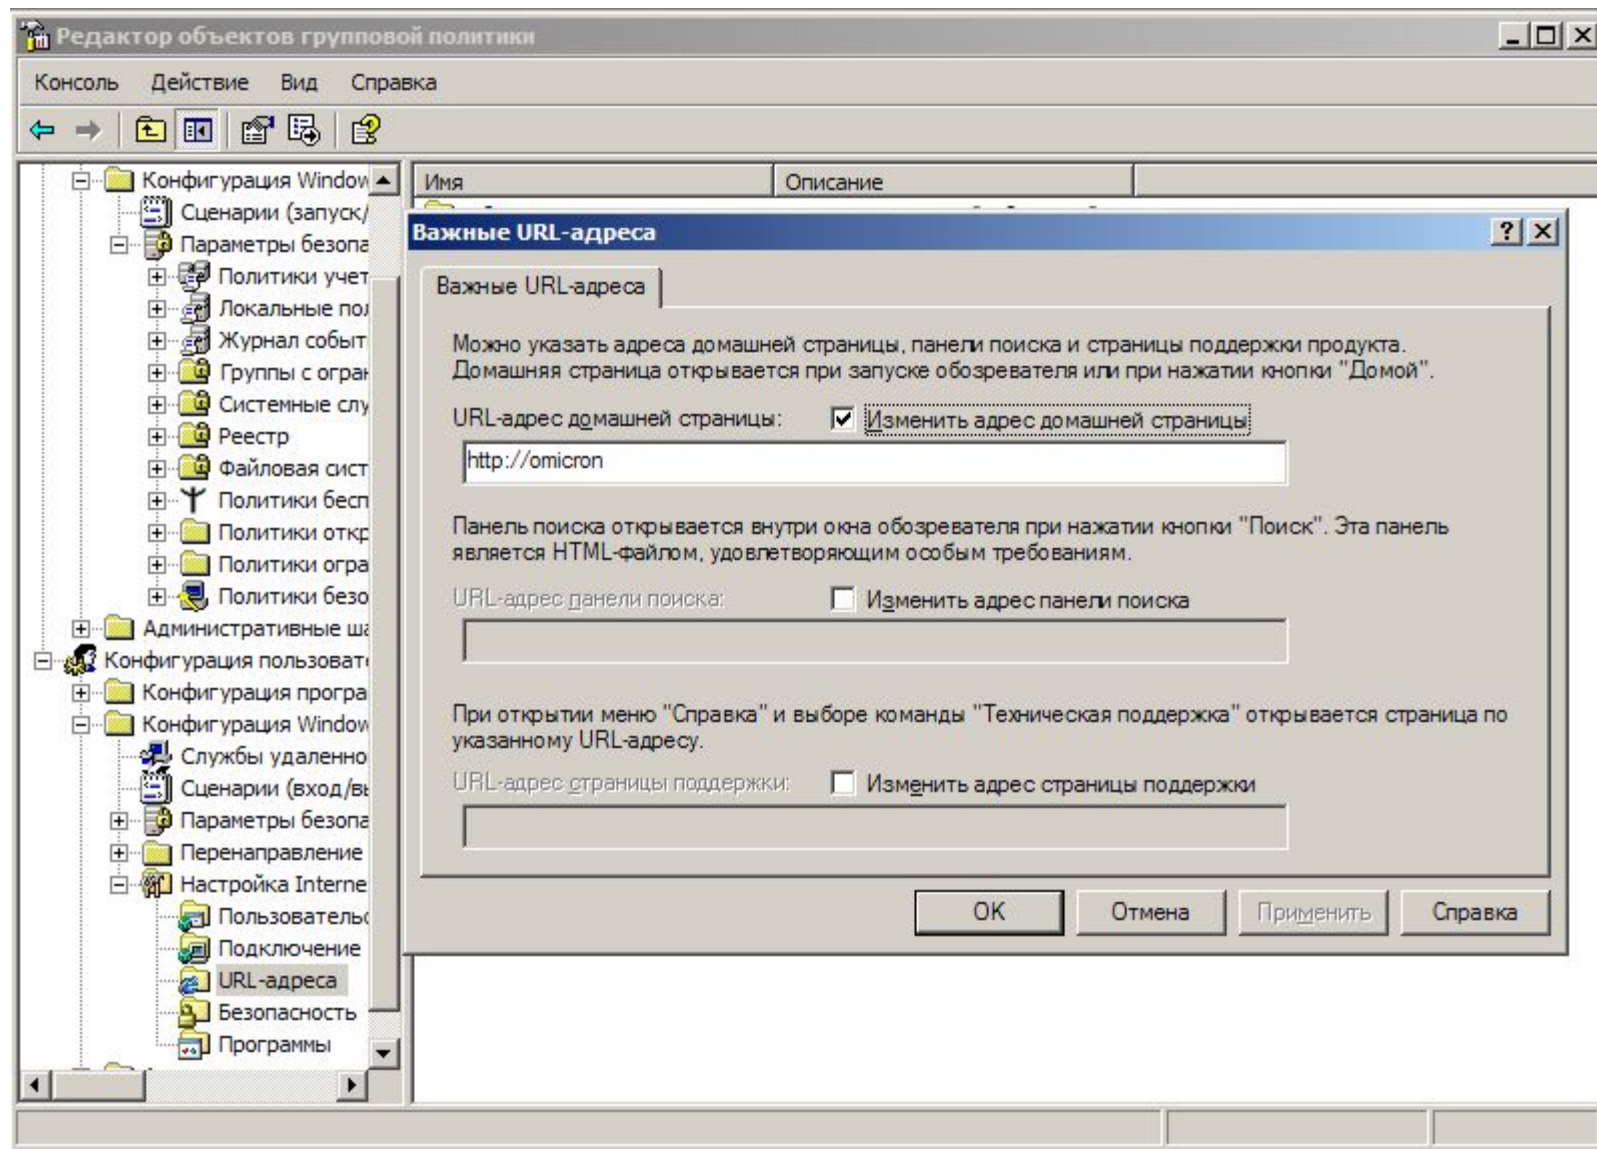 Редактор объектов групповой политики
Консоль Действие Вид Справка
Имя Описание
Конфигурация Window
Сценарии (запуск/
Параметры безопа
Политики учет
Локальные пол
Журнал событ
Группы с огран
Системные слу
Реестр
Файловая сист
Политики бесп
Политики откр
Политики огра
Политики безо
Административные ша
Конфигурация пользоват
Конфигурация програ
Конфигурация Window
Службы удаленно
Сценарии (вход/вы
Параметры безопа
Перенаправление
Настройка Interne
Пользовательс
Подключение
URL-адреса
Безопасность
Программы
Важные URL-адреса
Важные URL-адреса
Можно указать адреса домашней страницы, панели поиска и страницы поддержки продукта.
Домашняя страница открывается при запуске обозревателя или при нажатии кнопки "Домой".
URL-адрес домашней страницы: Изменить адрес домашней страницы
http://omicron
Панель поиска открывается внутри окна обозревателя при нажатии кнопки "Поиск". Эта панель
является HTML-файлом, удовлетворяющим особым требованиям.
URL-адрес панели поиска: Изменить адрес панели поиска
При открытии меню "Справка" и выборе команды "Техническая поддержка" открывается страница по
указанному URL-адресу.
URL-адрес страницы поддержки: Изменить адрес страницы поддержки
OK Отмена Применить Справка